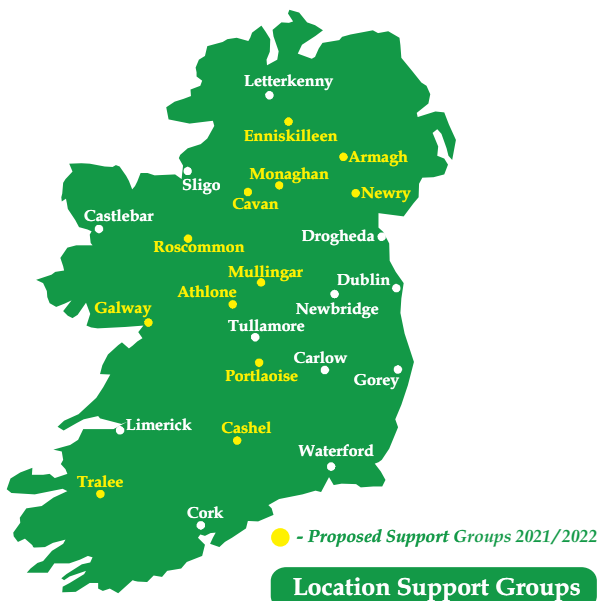 Letterkenny
Enniskilleen
Armagh
Monaghan
Sligo
Newry
Cavan
Castlebar
Drogheda
Roscommon
Mullingar
Dublin
Athlone
Galway
Newbridge
Tullamore
Carlow
Portlaoise
Gorey
Limerick
Cashel
Waterford
Tralee
Cork
- Proposed Support Groups 2021/2022
Location Support Groups